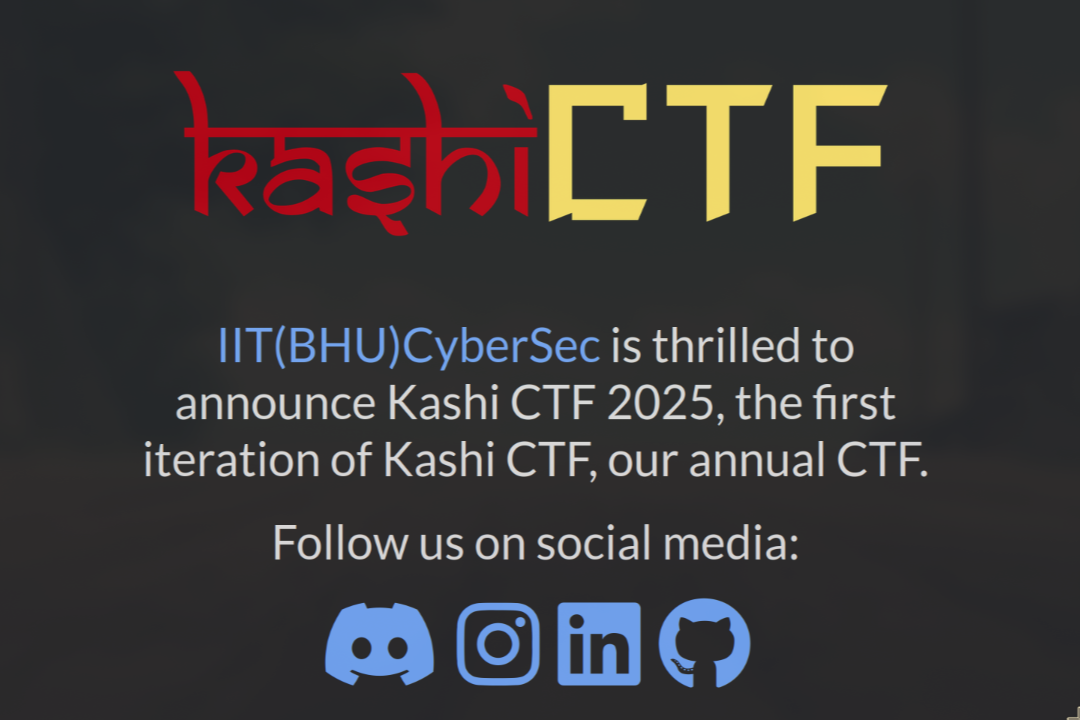 kashiCTF
IIT(BHU)CyberSec is thrilled to
announce Kashi CTF 2025, the first
iteration of Kashi CTF, our annual CTF.
Follow us on social media:
in